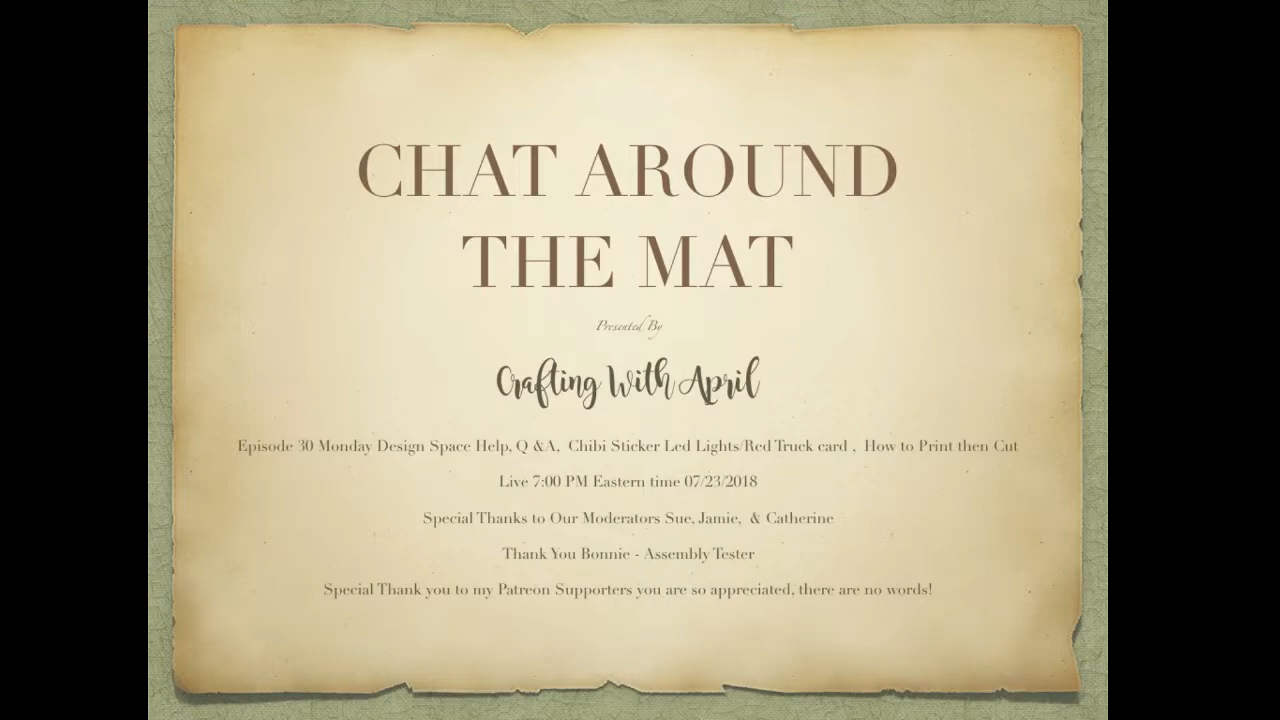 CHAT AROUND
THE MAT
Presented By
Crafting With April
Episode 30 Monday Design Space Help, Q &A,  Chibi Sticker Led Lights/Red Truck card ,  How to Print then Cut
Live 7:00 PM Eastern time 07/23/2018
Special Thanks to Our Moderators Sue, Jamie,  & Catherine
Thank You Bonnie - Assembly Tester
Special Thank you to my Patreon Supporters you are so appreciated, there are no words!